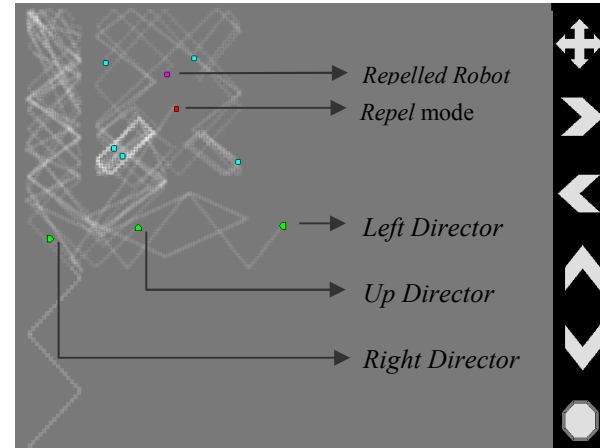 Repelled Robot
Repel mode
Left Director
Up Director
Right Director